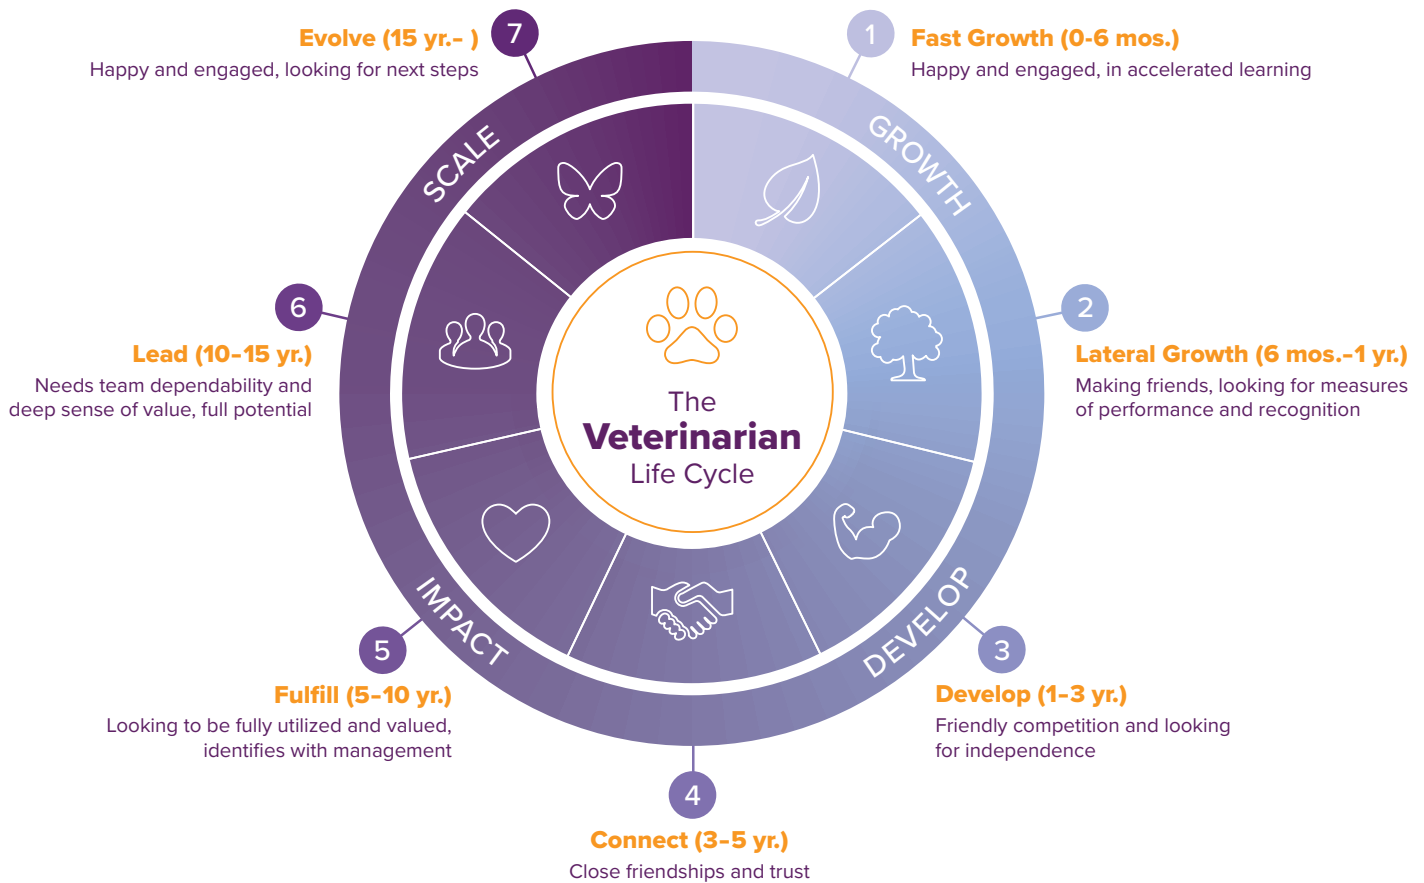 The
Veterinarian
Life Cycle
GROWTH
DEVELOP
IMPACT
SCALE
1
Fast Growth (0-6 mos.)
Happy and engaged, in accelerated learning
2
Lateral Growth (6 mos.-1 yr.)
Making friends, looking for measures
of performance and recognition
3
Develop (1-3 yr.)
Friendly competition and looking
for independence
4
Connect (3-5 yr.)
Close friendships and trust
5
Fulfill (5-10 yr.)
Looking to be fully utilized and valued,
identifies with management
6
Lead (10-15 yr.)
Needs team dependability and
deep sense of value, full potential
7
Evolve (15 yr.- )
Happy and engaged, looking for next steps